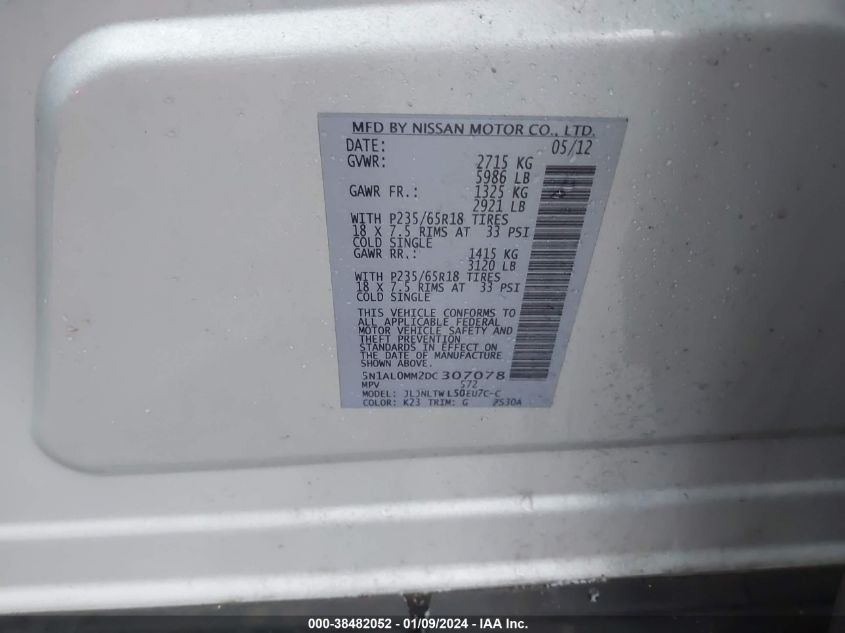 MFD BY NISSAN MOTOR CO., LTD.
DATE: 05/12
GVWR: 2715 KG
5986 LB
GAWR FR.: 1325 KG
2921 LB
WITH P235/65R18 TIRES
18 X 7.5 RIMS AT 33 PSI
COLD SINGLE
GAWR RR.: 1415 KG
3120 LB
WITH P235/65R18 TIRES
18 X 7.5 RIMS AT 33 PSI
COLD SINGLE
THIS VEHICLE CONFORMS TO
ALL APPLICABLE FEDERAL
MOTOR VEHICLE SAFETY AND
THEFT PREVENTION
STANDARDS IN EFFECT ON
THE DATE OF MANUFACTURE
SHOWN ABOVE.
5N1AL0MM2DC307078
MPV 572
MODEL: JLJNLTWL50EU7C-C
COLOR: K23 TRIM: G 7S30A
000-38482052 - 01/09/2024 - IAA Inc.